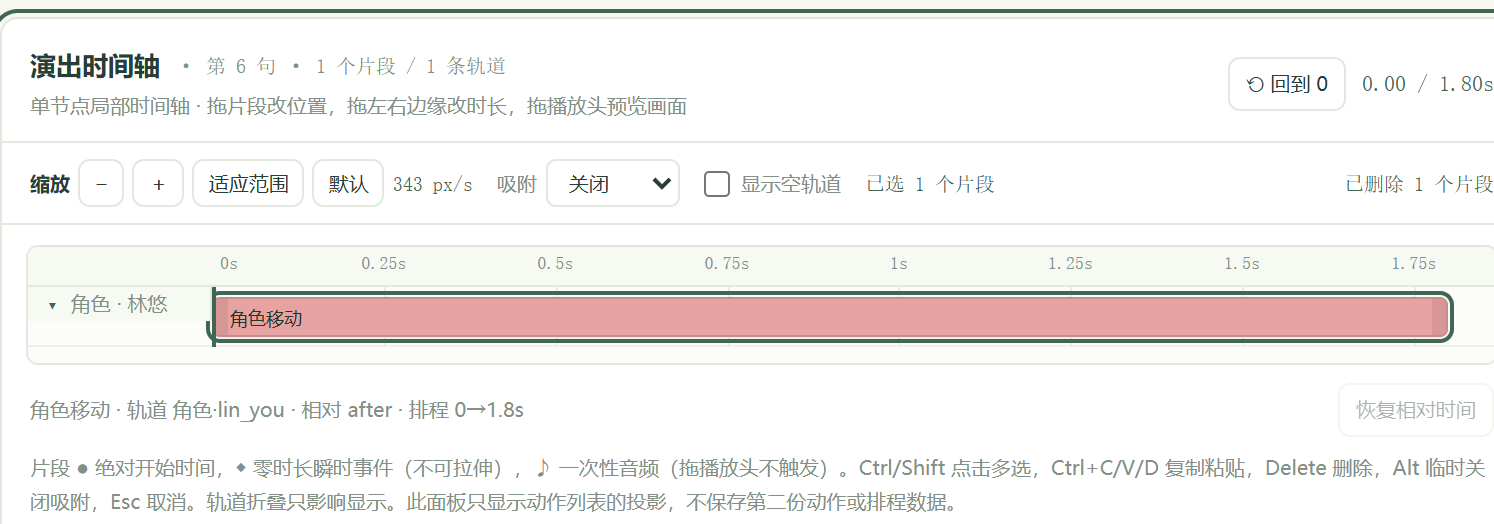 演出时间轴 • 第 6 句 • 1 个片段 / 1 条轨道
单节点局部时间轴 · 拖片段改位置，拖左右边缘改时长，拖播放头预览画面
回到 0 0.00 / 1.80s
缩放 − + 适应范围 默认 343 px/s 吸附 关闭 显示空轨道 已选 1 个片段 已删除 1 个片段
0s 0.25s 0.5s 0.75s 1s 1.25s 1.5s 1.75s
▾ 角色 · 林悠 角色移动
角色移动 · 轨道 角色·lin_you · 相对 after · 排程 0→1.8s 恢复相对时间
片段 ● 绝对开始时间，◆ 零时长瞬时事件（不可拉伸），♪ 一次性音频（拖播放头不触发）。Ctrl/Shift 点击多选，Ctrl+C/V/D 复制粘贴，Delete 删除，Alt 临时关
闭吸附，Esc 取消。轨道折叠只影响显示。此面板只显示动作列表的投影，不保存第二份动作或排程数据。